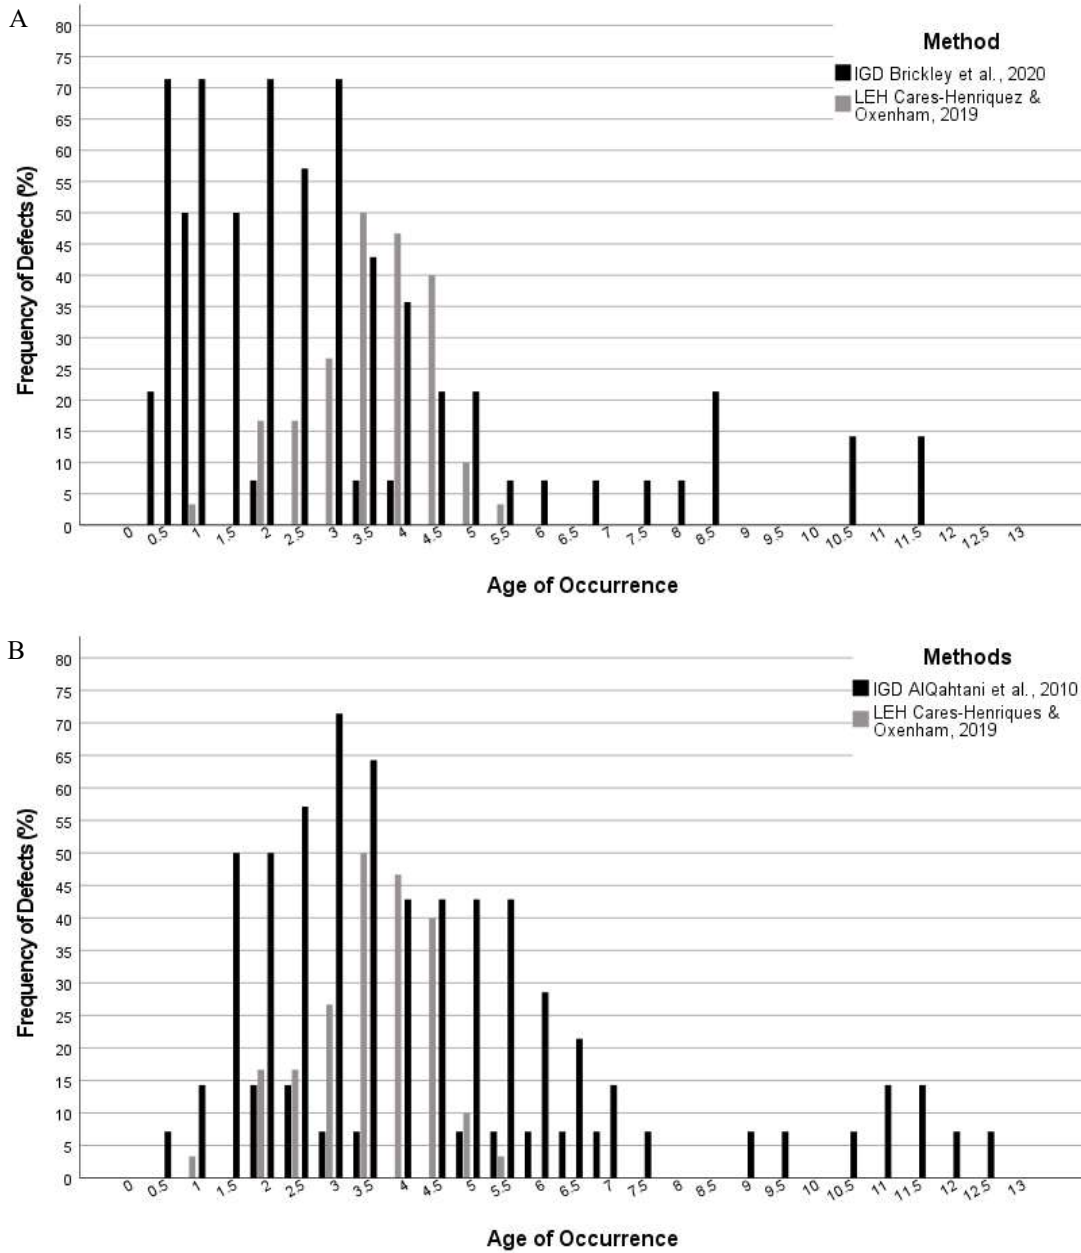 A
80
75
70
65
60
55
50
45
40
35
30
25
20
15
10
5
0
Frequency of Defects (%)
Method
IGD Brickley et al., 2020
LEH Cares-Henriquez &
Oxenham, 2019
0 0.5 1 1.5 2 2.5 3 3.5 4 4.5 5 5.5 6 6.5 7 7.5 8 8.5 9 9.5 10 10.5 11 11.5 12 12.5 13
Age of Occurrence
B
80
75
70
65
60
55
50
45
40
35
30
25
20
15
10
5
0
Frequency of Defects (%)
Methods
IGD AlQahtani et al., 2010
LEH Cares-Henriques &
Oxenham, 2019
0 0.5 1 1.5 2 2.5 3 3.5 4 4.5 5 5.5 6 6.5 7 7.5 8 8.5 9 9.5 10 10.5 11 11.5 12 12.5 13
Age of Occurrence